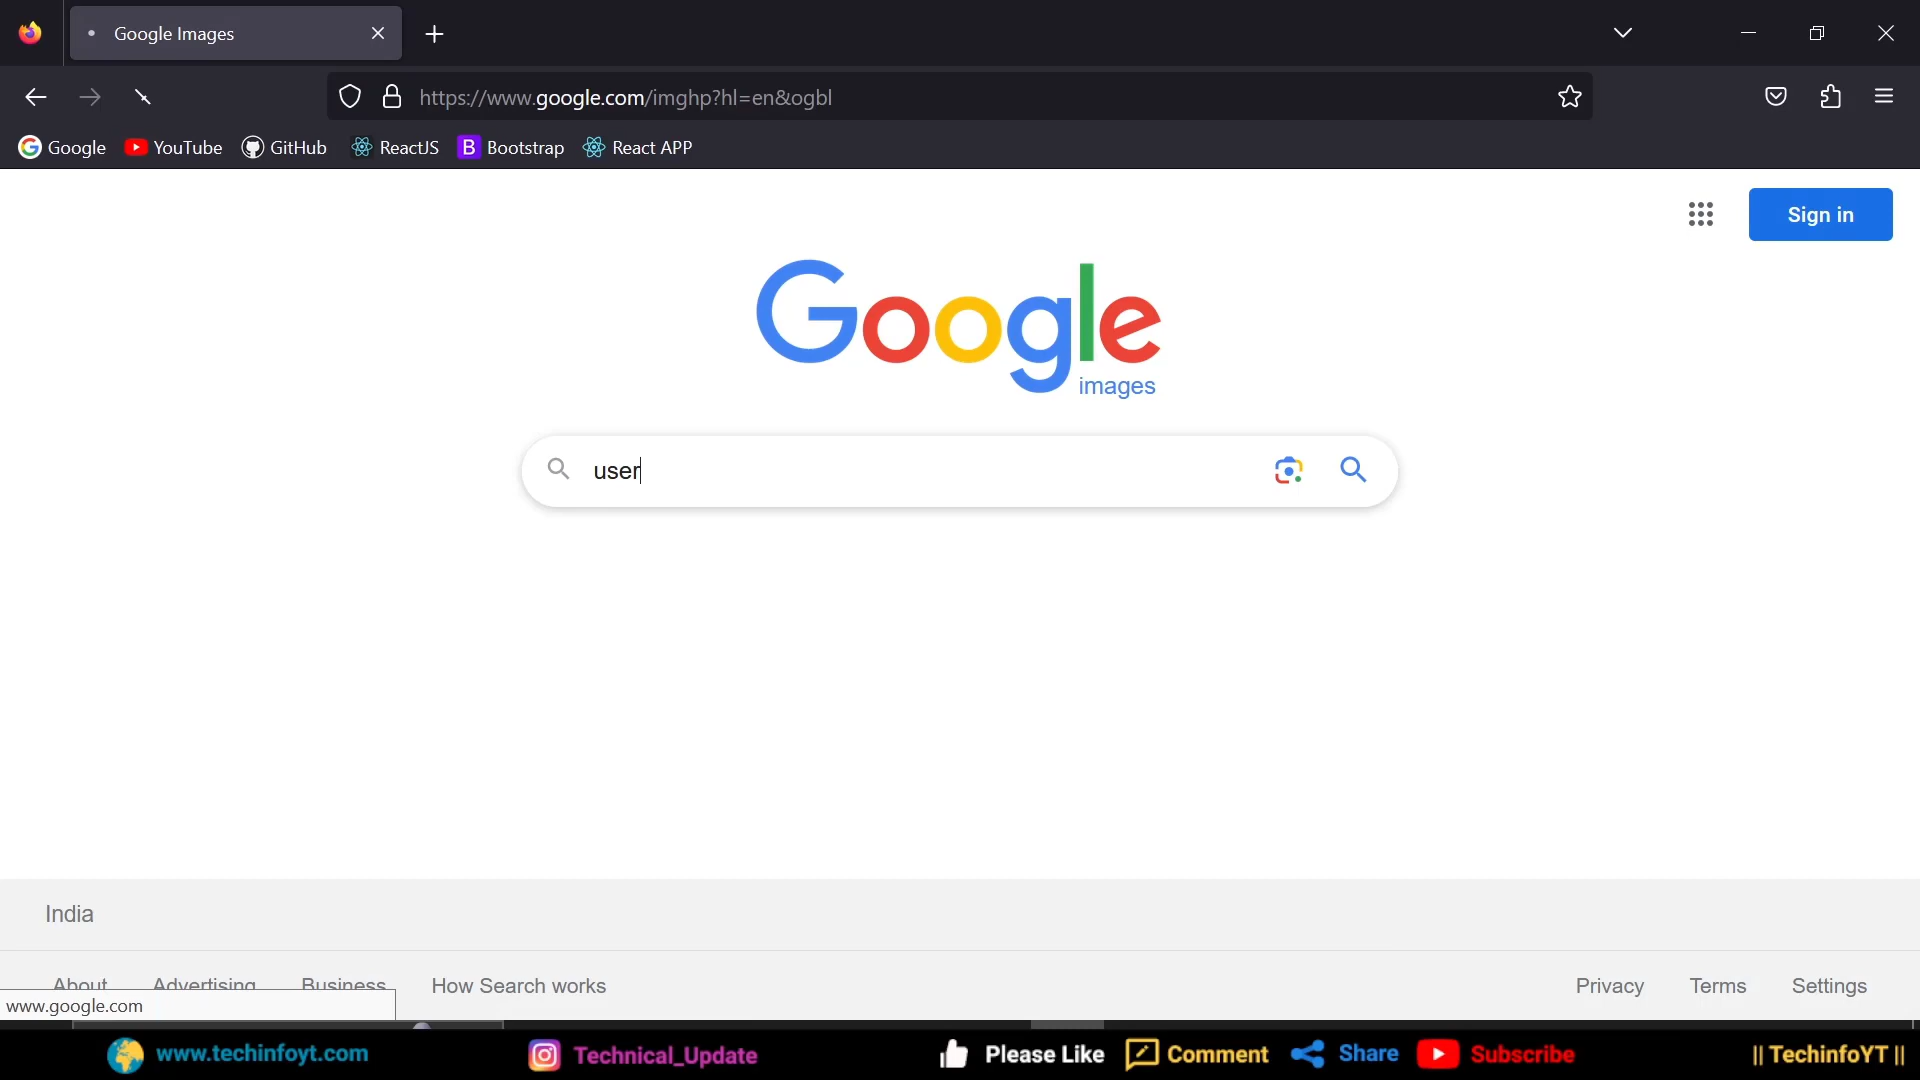 Google Images
https://www.google.com/imghp?hl=en&ogbl
Google YouTube GitHub ReactJS Bootstrap React APP
Sign in
Google
images
user
India
About Advertising Business How Search works Privacy Terms Settings
www.google.com
www.techinfoyt.com Technical_Update Please Like Comment Share Subscribe || TechinfoYT ||